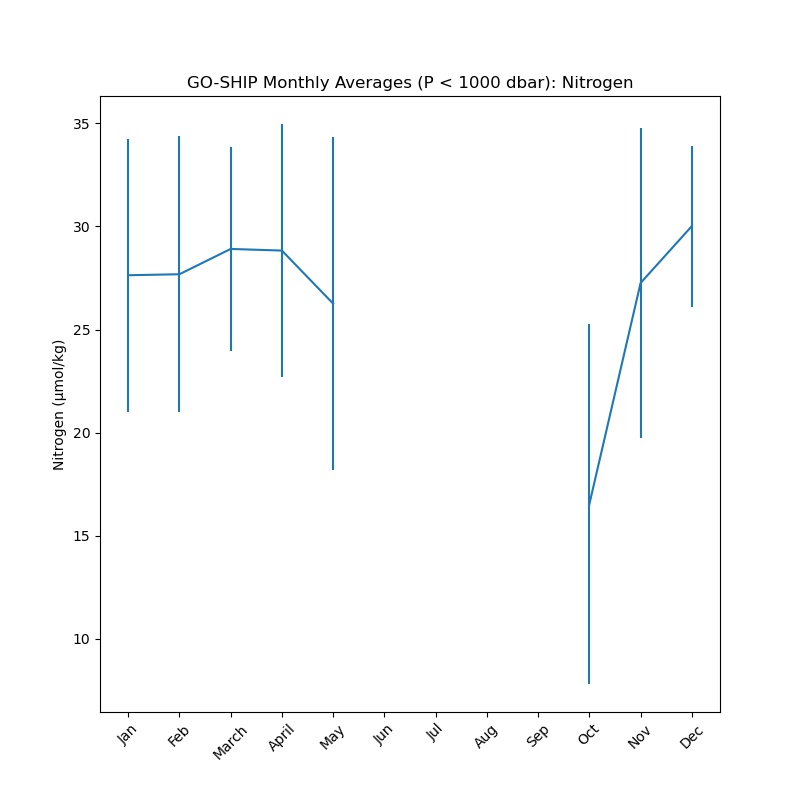 GO-SHIP Monthly Averages (P < 1000 dbar): Nitrogen
Nitrogen (µmol/kg)
35
30
25
20
15
10
Jan
Feb
March
April
May
Jun
Jul
Aug
Sep
Oct
Nov
Dec